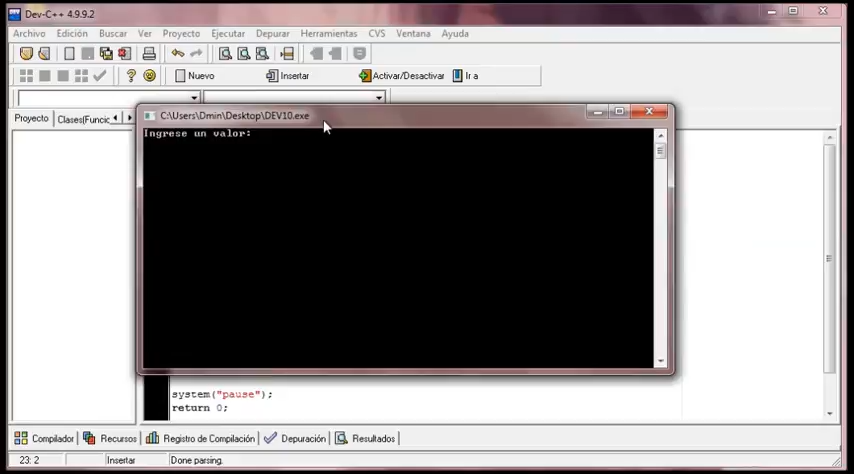 Dev-C++ 4.9.9.2
Archivo Edición Buscar Ver Proyecto Ejecutar Depurar Herramientas CVS Ventana Ayuda
Nuevo Insertar Activar/Desactivar Ir a
Proyecto Clases(Funcic
C:\Users\Dmin\Desktop\DEV10.exe
Ingrese un valor:
system("pause");
return 0;
Compilador Recursos Registro de Compilación Depuración Resultados
23: 2 Insertar Done parsing.